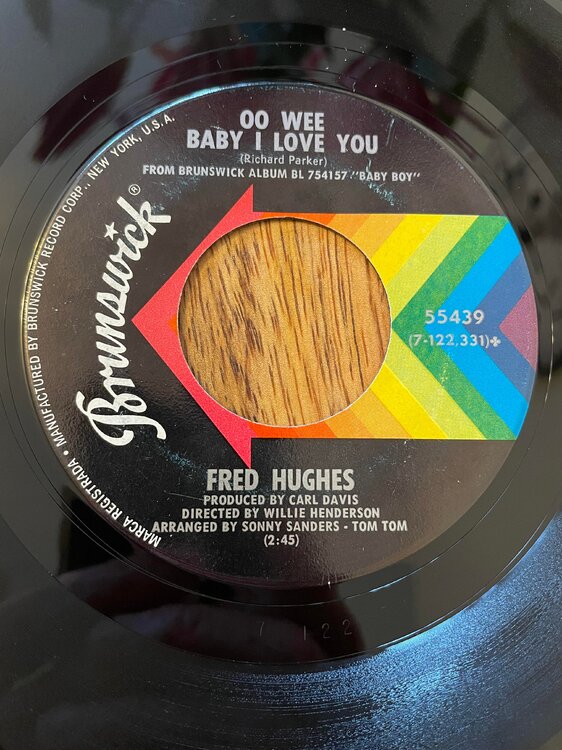 OO WEE
BABY I LOVE YOU
(Richard Parker)
FROM BRUNSWICK ALBUM BL 754157 "BABY BOY"
Brunswick®
55439
(7-122,331)+
FRED HUGHES
PRODUCED BY CARL DAVIS
DIRECTED BY WILLIE HENDERSON
ARRANGED BY SONNY SANDERS - TOM TOM
(2:45)
MARCA REGISTRADA • MANUFACTURED BY BRUNSWICK RECORD CORP., NEW YORK, U.S.A.
7 122